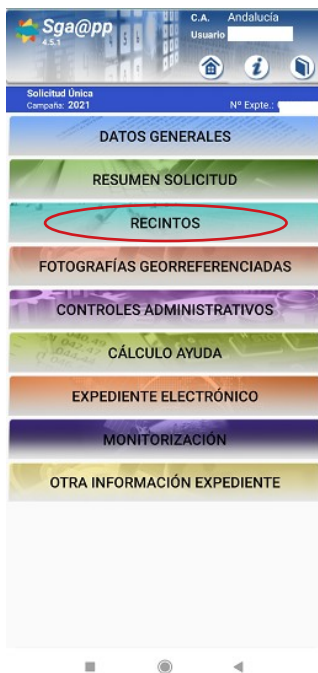 Sga@pp
4.5.1
C.A. Andalucía
Usuario
Solicitud Única
Campaña: 2021
Nº Expte.:
DATOS GENERALES
RESUMEN SOLICITUD
RECINTOS
FOTOGRAFÍAS GEORREFERENCIADAS
CONTROLES ADMINISTRATIVOS
CÁLCULO AYUDA
EXPEDIENTE ELECTRÓNICO
MONITORIZACIÓN
OTRA INFORMACIÓN EXPEDIENTE